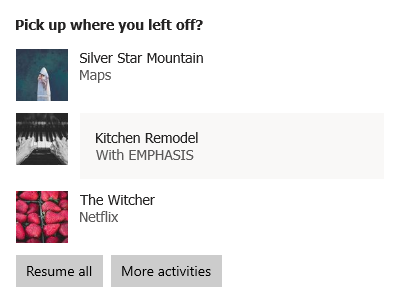 Pick up where you left off?
Silver Star Mountain
Maps
Kitchen Remodel
With EMPHASIS
The Witcher
Netflix
Resume all
More activities